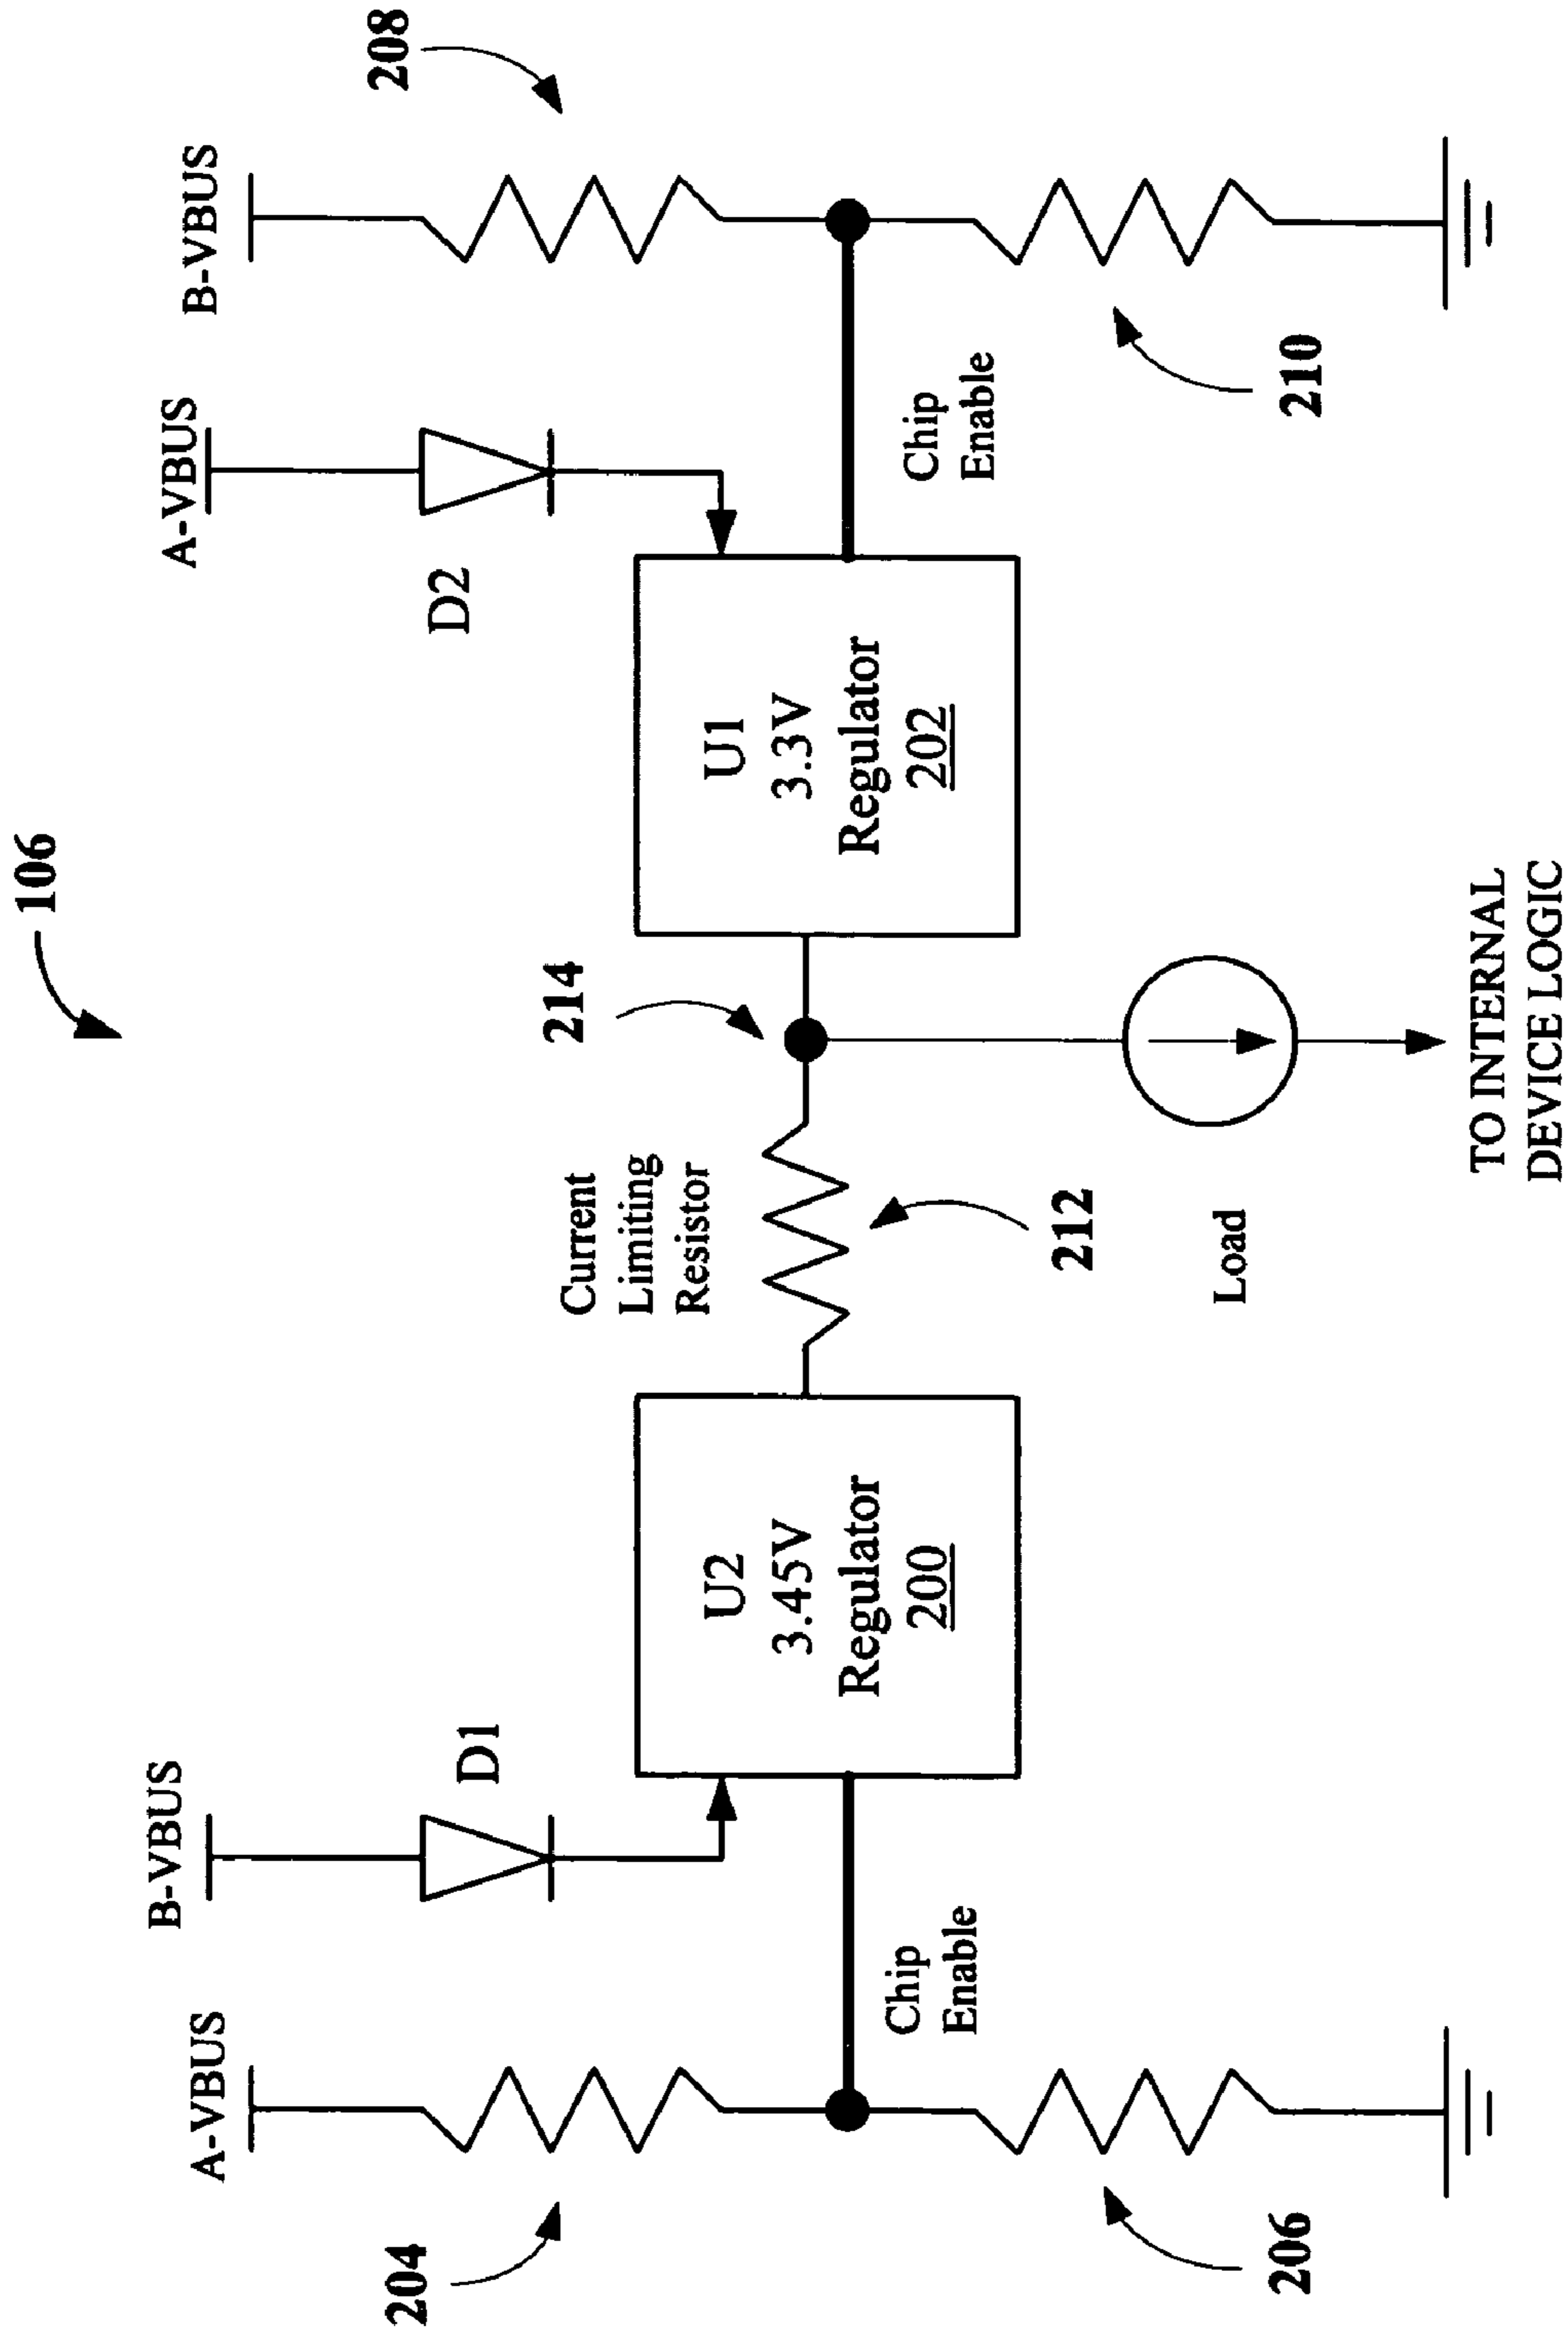 106
A-VBUS
B-VBUS
A-VBUS
B-VBUS
204
D1
D2
208
Current
Limiting
Resistor
214
U2
3.45V
Regulator
200
U1
3.3V
Regulator
202
Chip
Enable
Chip
Enable
212
206
Load
210
TO INTERNAL
DEVICE LOGIC